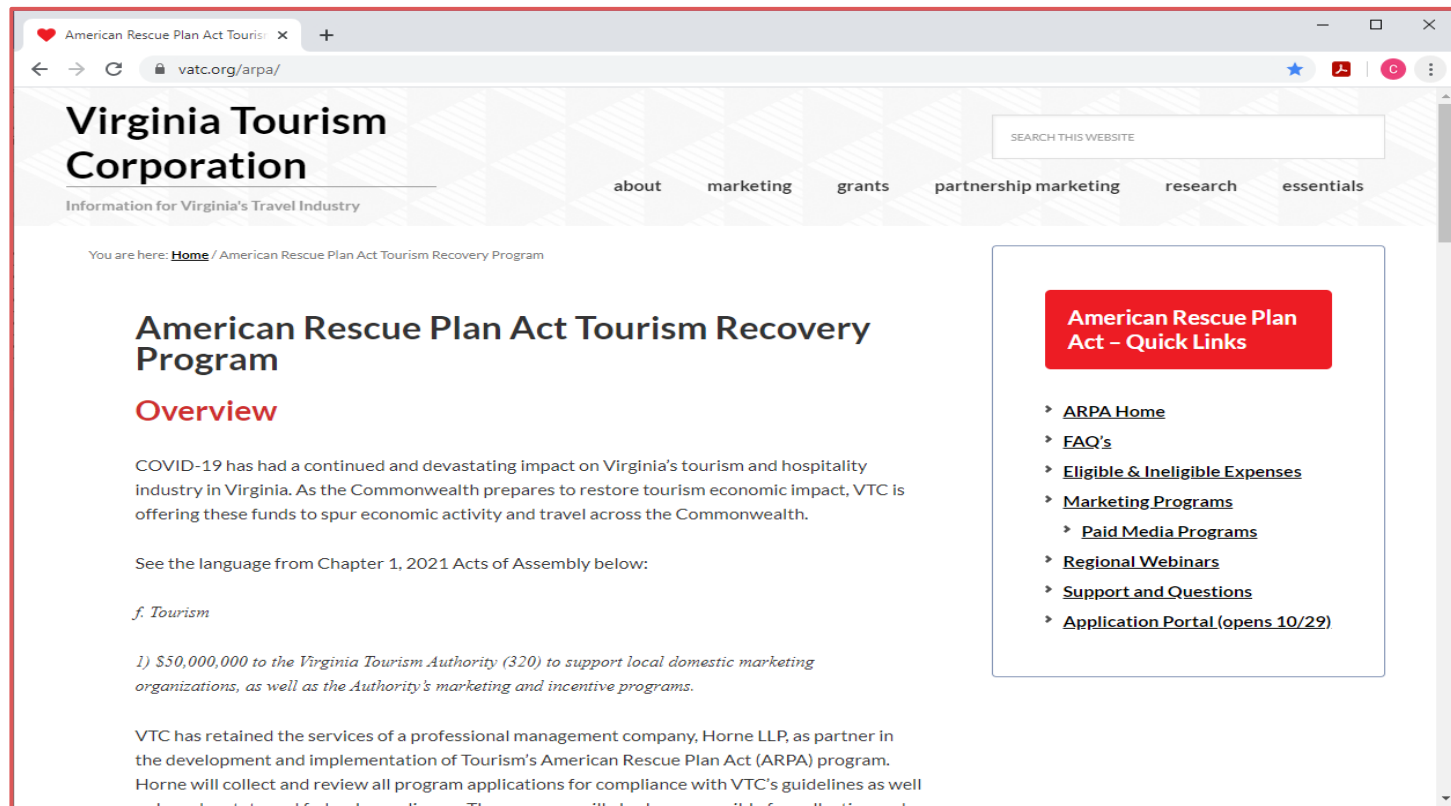 American Rescue Plan Act Touris
vatc.org/arpa/
C
Virginia Tourism
Corporation
Information for Virginia's Travel Industry
SEARCH THIS WEBSITE
about marketing grants partnership marketing research essentials
You are here: Home / American Rescue Plan Act Tourism Recovery Program
American Rescue Plan Act Tourism Recovery
Program
Overview
COVID-19 has had a continued and devastating impact on Virginia's tourism and hospitality
industry in Virginia. As the Commonwealth prepares to restore tourism economic impact, VTC is
offering these funds to spur economic activity and travel across the Commonwealth.
See the language from Chapter 1, 2021 Acts of Assembly below:
f. Tourism
1) $50,000,000 to the Virginia Tourism Authority (320) to support local domestic marketing
organizations, as well as the Authority's marketing and incentive programs.
VTC has retained the services of a professional management company, Horne LLP, as partner in
the development and implementation of Tourism's American Rescue Plan Act (ARPA) program.
Horne will collect and review all program applications for compliance with VTC's guidelines as well
American Rescue Plan
Act – Quick Links
ARPA Home
FAQ's
Eligible & Ineligible Expenses
Marketing Programs
Paid Media Programs
Regional Webinars
Support and Questions
Application Portal (opens 10/29)